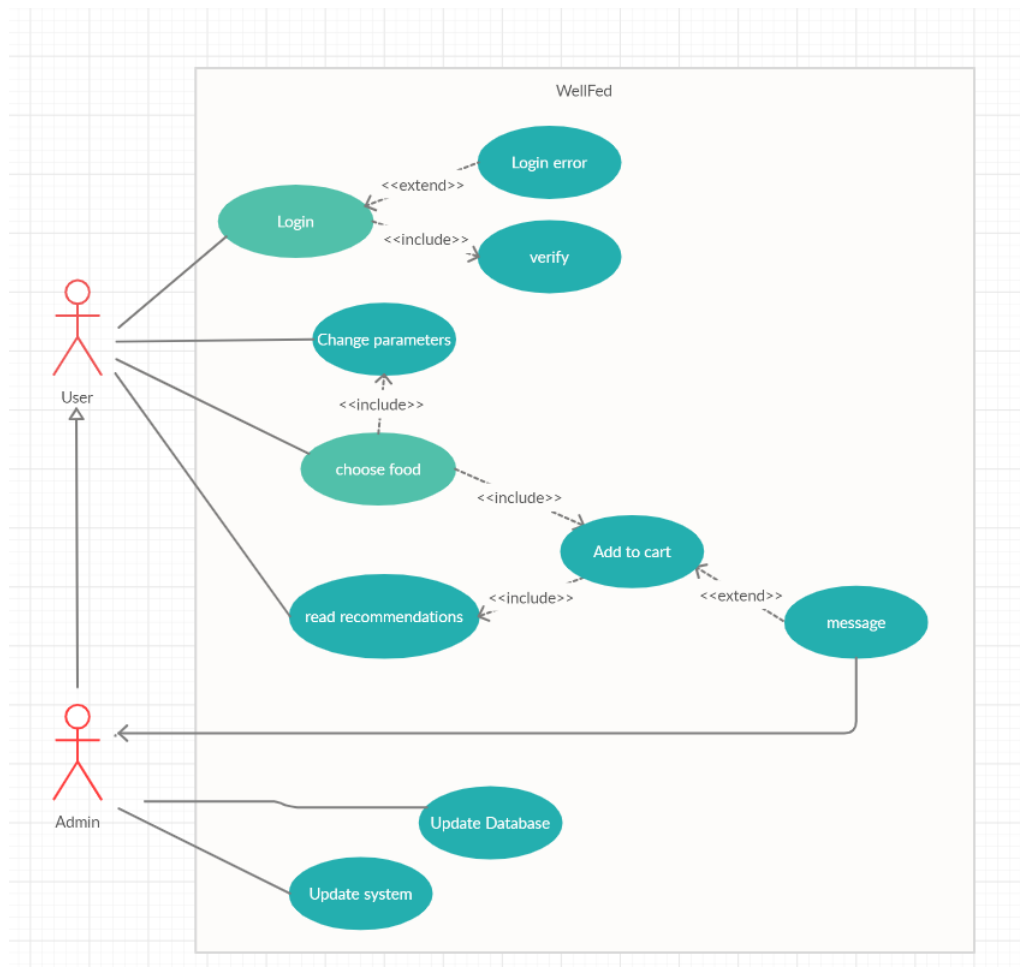 WellFed
Login error
<<extend>>
Login
<<include>>
verify
Change parameters
User
<<include>>
choose food
<<include>>
Add to cart
<<include>>
<<extend>>
read recommendations
message
Admin
Update Database
Update system